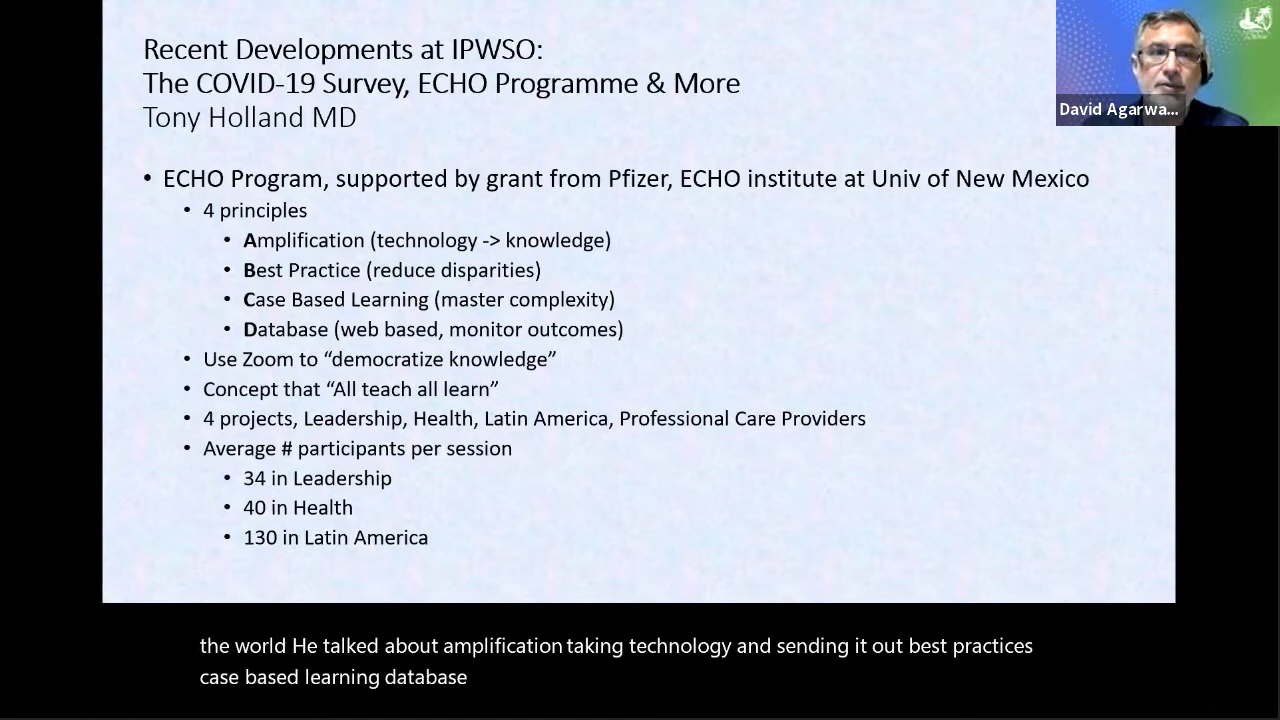 Recent Developments at IPWSO:
The COVID-19 Survey, ECHO Programme & More
Tony Holland MD
David Agarwa...
• ECHO Program, supported by grant from Pfizer, ECHO institute at Univ of New Mexico
• 4 principles
• Amplification (technology -> knowledge)
• Best Practice (reduce disparities)
• Case Based Learning (master complexity)
• Database (web based, monitor outcomes)
• Use Zoom to “democratize knowledge”
• Concept that “All teach all learn”
• 4 projects, Leadership, Health, Latin America, Professional Care Providers
• Average # participants per session
• 34 in Leadership
• 40 in Health
• 130 in Latin America
the world He talked about amplification taking technology and sending it out best practices
case based learning database